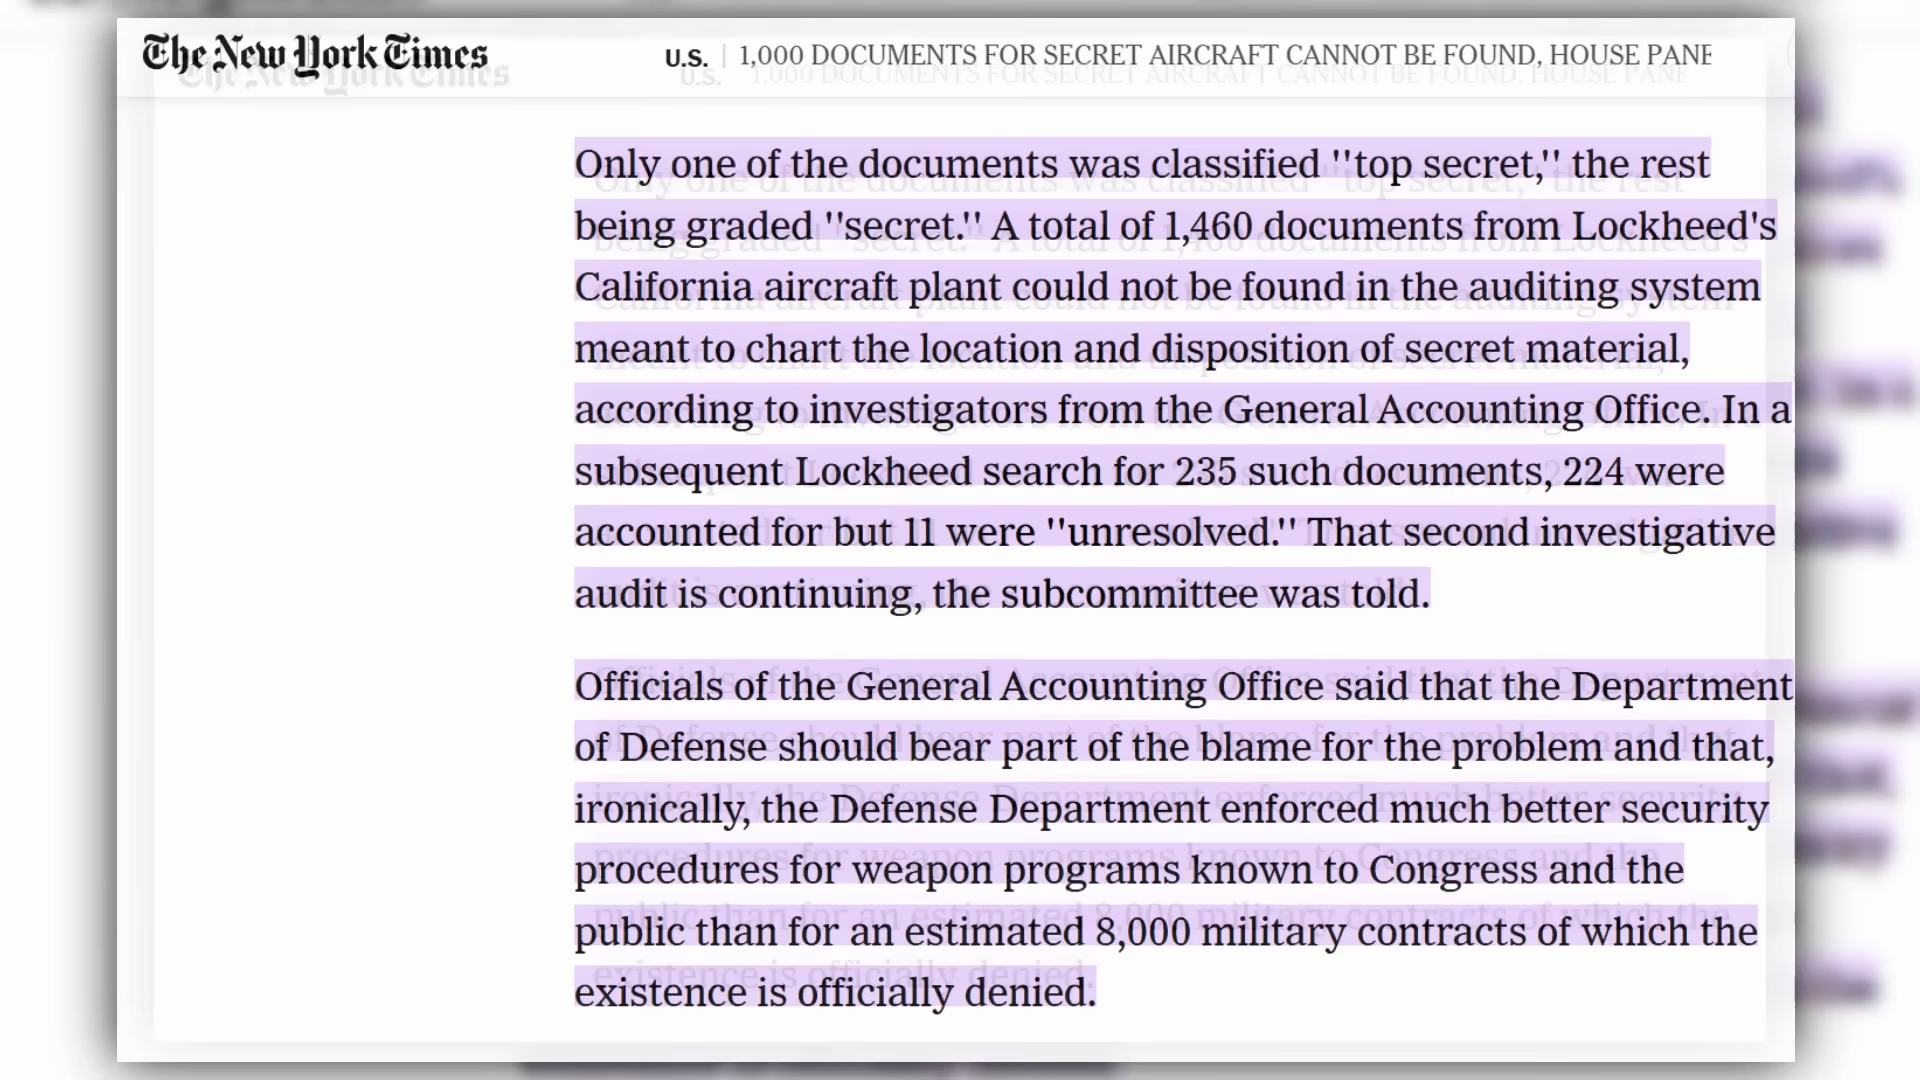 The New York Times
U.S. | 1,000 DOCUMENTS FOR SECRET AIRCRAFT CANNOT BE FOUND, HOUSE PANE
Only one of the documents was classified ''top secret,'' the rest
being graded ''secret.'' A total of 1,460 documents from Lockheed's
California aircraft plant could not be found in the auditing system
meant to chart the location and disposition of secret material,
according to investigators from the General Accounting Office. In a
subsequent Lockheed search for 235 such documents, 224 were
accounted for but 11 were ''unresolved.'' That second investigative
audit is continuing, the subcommittee was told.
Officials of the General Accounting Office said that the Department
of Defense should bear part of the blame for the problem and that,
ironically, the Defense Department enforced much better security
procedures for weapon programs known to Congress and the
public than for an estimated 8,000 military contracts of which the
existence is officially denied.